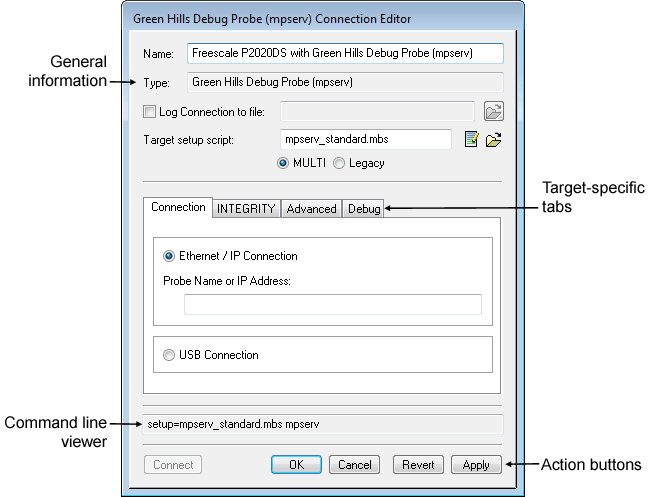 Green Hills Debug Probe (mpserv) Connection Editor
General
information
Name: Freescale P2020DS with Green Hills Debug Probe (mpserv)
Type: Green Hills Debug Probe (mpserv)
Log Connection to file:
Target setup script: mpserv_standard.mbs
MULTI Legacy
Target-specific
tabs
Connection INTEGRITY Advanced Debug
Ethernet / IP Connection
Probe Name or IP Address:
USB Connection
Command line
viewer
setup=mpserv_standard.mbs mpserv
Connect OK Cancel Revert Apply
Action buttons